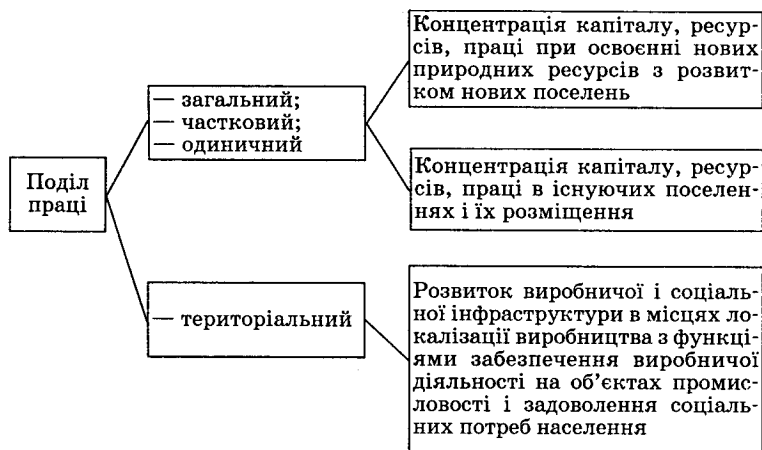 Поділ
праці
— загальний;
— частковий;
— одиничний
— територіальний
Концентрація капіталу, ресур-
сів, праці при освоєнні нових
природних ресурсів з розвит-
ком нових поселень
Концентрація капіталу, ресур-
сів, праці в існуючих поселен-
нях і їх розміщення
Розвиток виробничої і соціаль-
ної інфраструктури в місцях ло-
калізації виробництва з функці-
ями забезпечення виробничої
діяльності на об’єктах промис-
ловості і задоволення соціаль-
них потреб населення